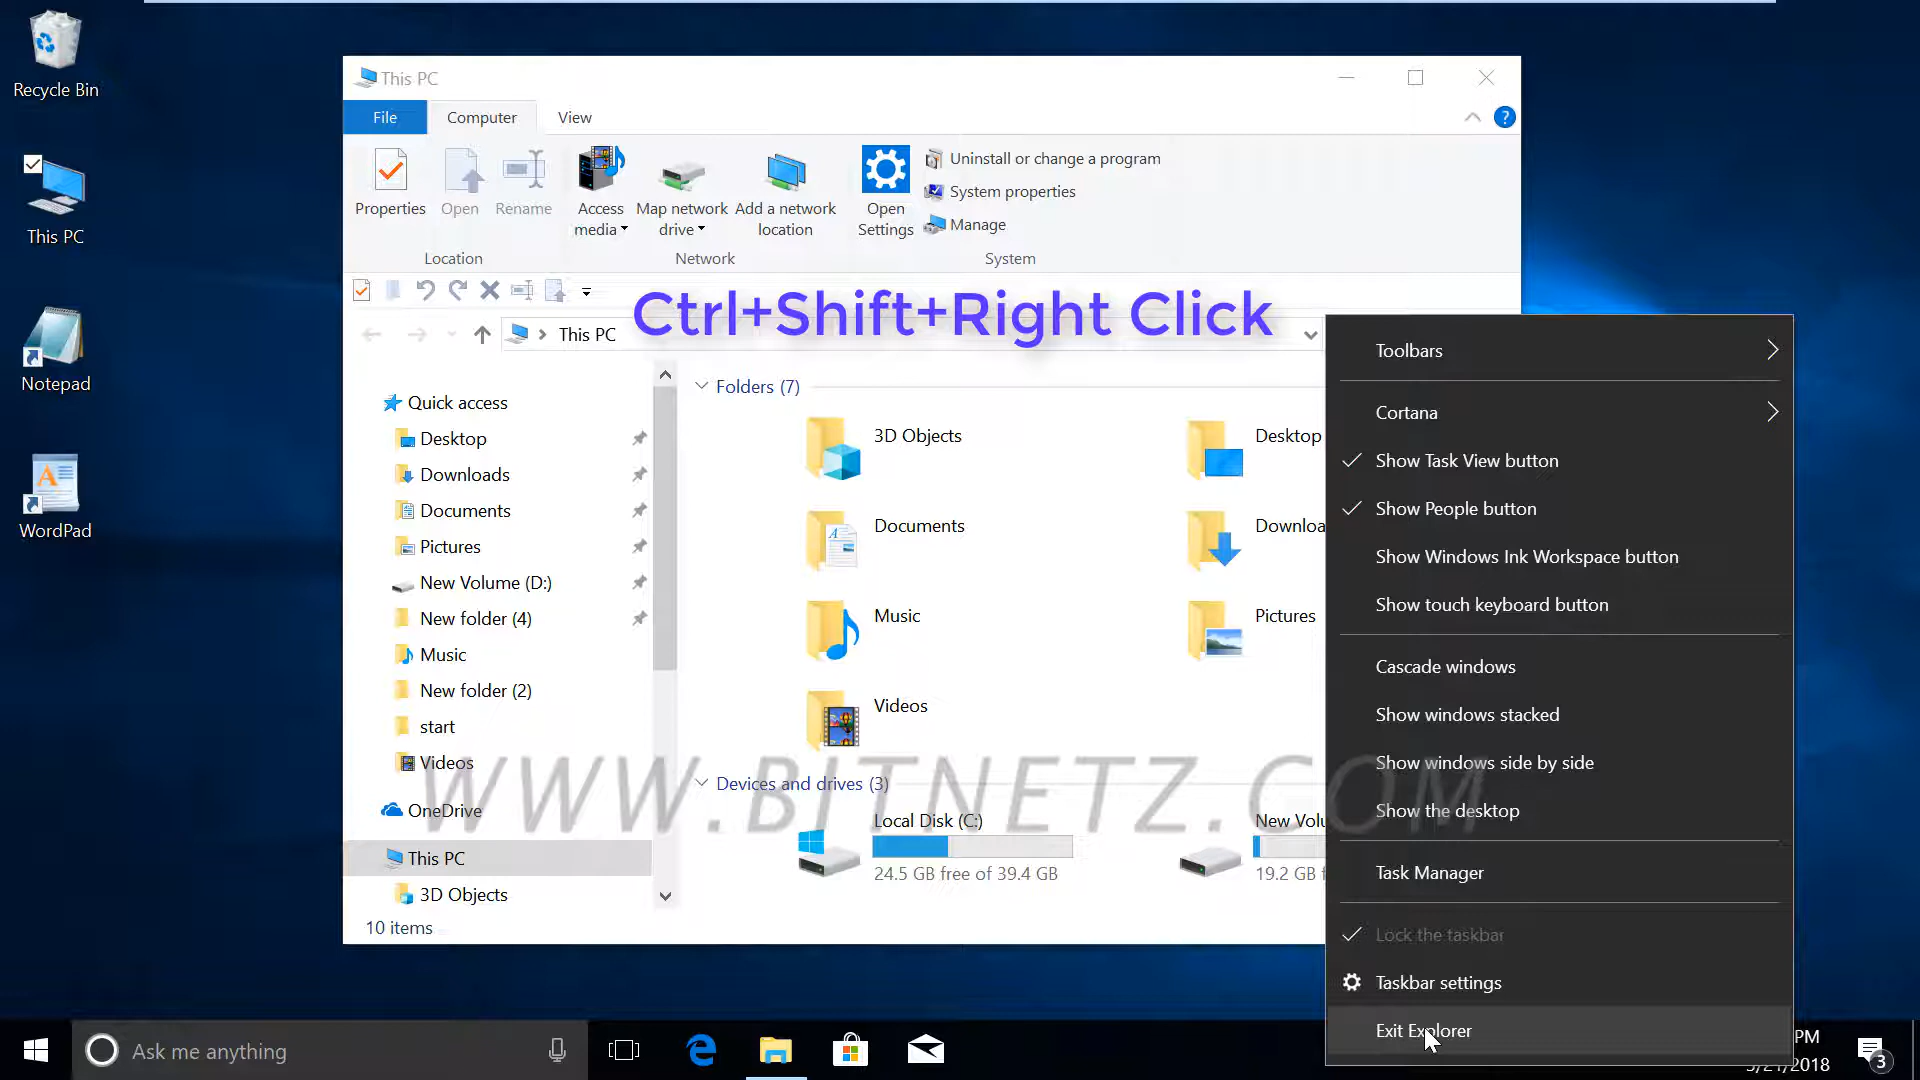 Recycle Bin
This PC
Notepad
WordPad
This PC
File
Computer
View
?
Properties
Open
Rename
Location
Access media
Map network drive
Add a network location
Network
Open Settings
Uninstall or change a program
System properties
Manage
System
Ctrl+Shift+Right Click
This PC
Quick access
Desktop
Downloads
Documents
Pictures
New Volume (D:)
New folder (4)
Music
New folder (2)
start
Videos
OneDrive
This PC
3D Objects
10 items
Folders (7)
3D Objects
Desktop
Documents
Downloa
Music
Pictures
Videos
Devices and drives (3)
WWW.BITNETZ.COM
Local Disk (C:)
24.5 GB free of 39.4 GB
New Volu
19.2 GB f
Toolbars
Cortana
Show Task View button
Show People button
Show Windows Ink Workspace button
Show touch keyboard button
Cascade windows
Show windows stacked
Show windows side by side
Show the desktop
Task Manager
Lock the taskbar
Taskbar settings
Exit Explorer
Ask me anything
PM
3